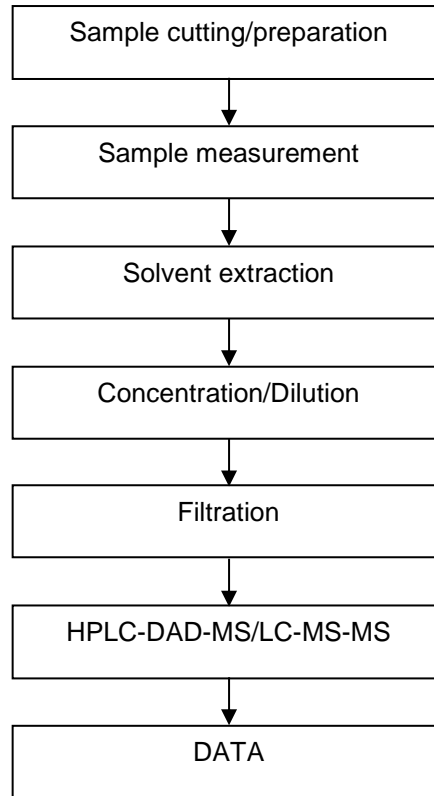 Sample cutting/preparation
Sample measurement
Solvent extraction
Concentration/Dilution
Filtration
HPLC-DAD-MS/LC-MS-MS
DATA